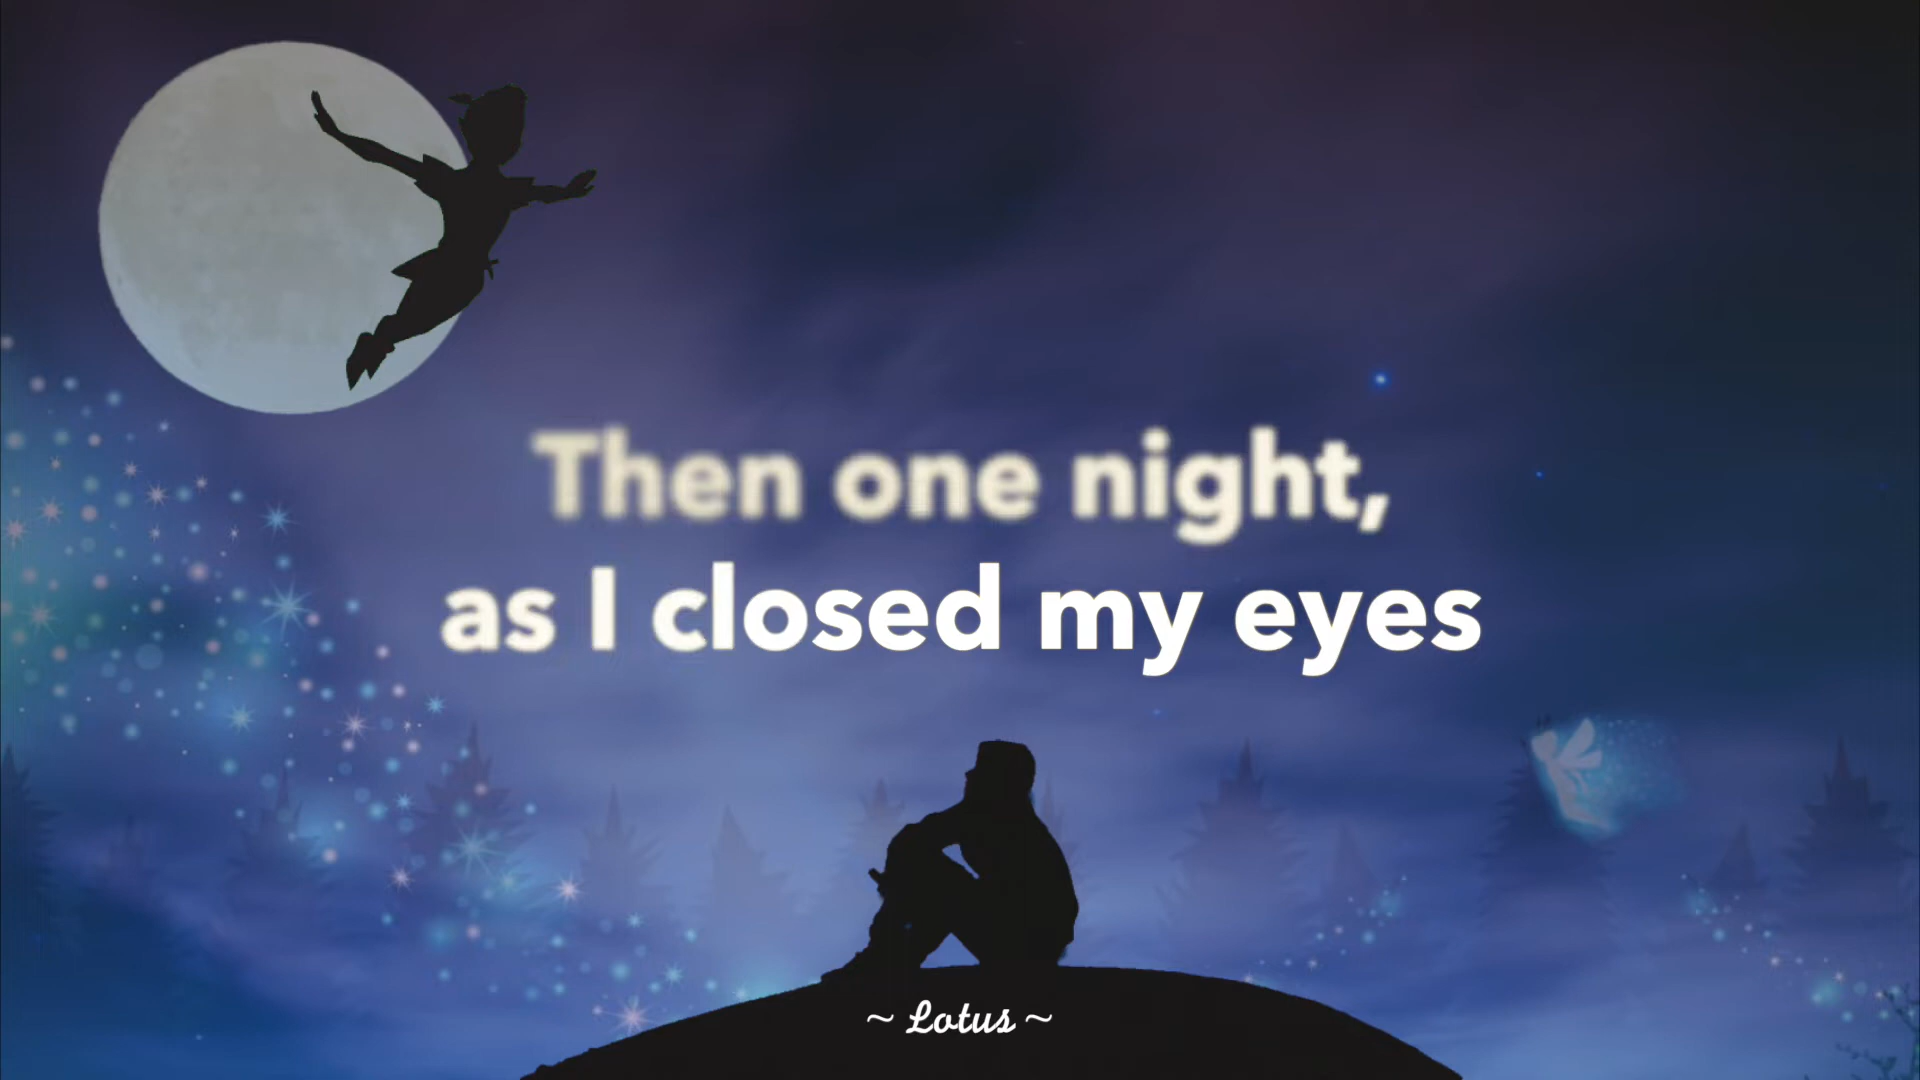 Then one night,
as I closed my eyes
~ Lotus ~